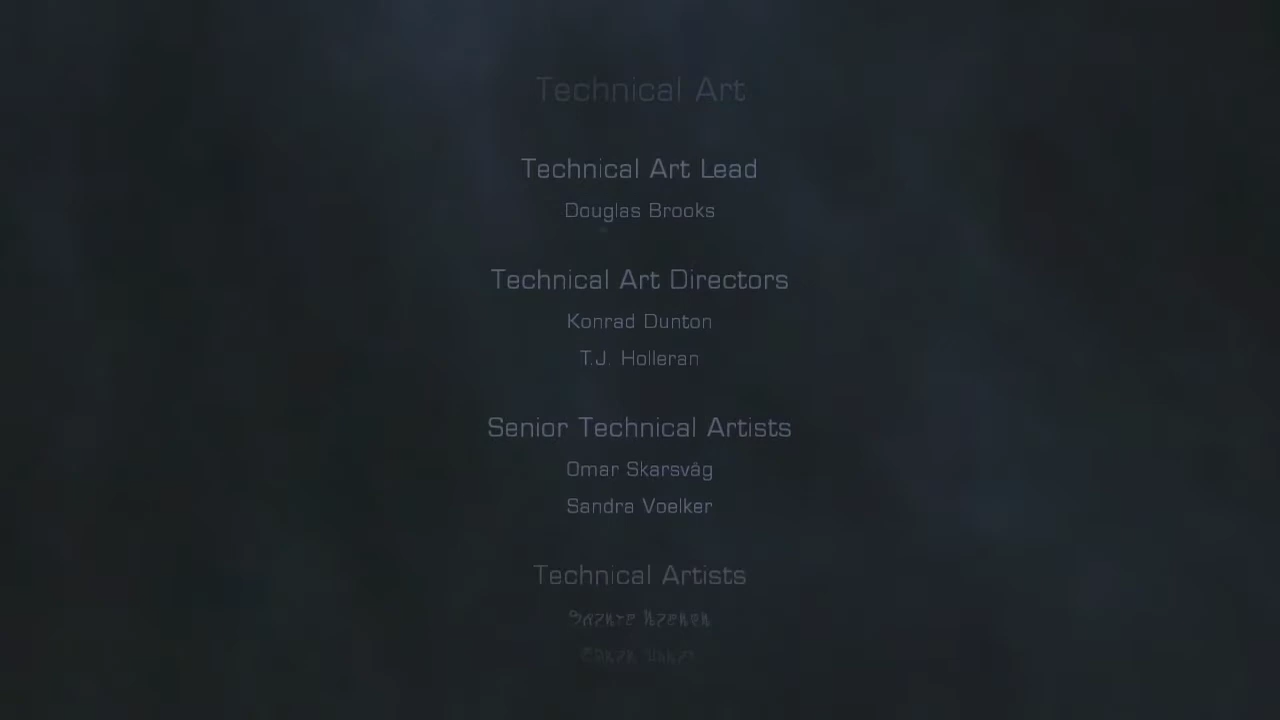 Technical Art
Technical Art Lead
Douglas Brooks
Technical Art Directors
Konrad Dunton
T.J. Holleran
Senior Technical Artists
Omar Skarsvåg
Sandra Voelker
Technical Artists